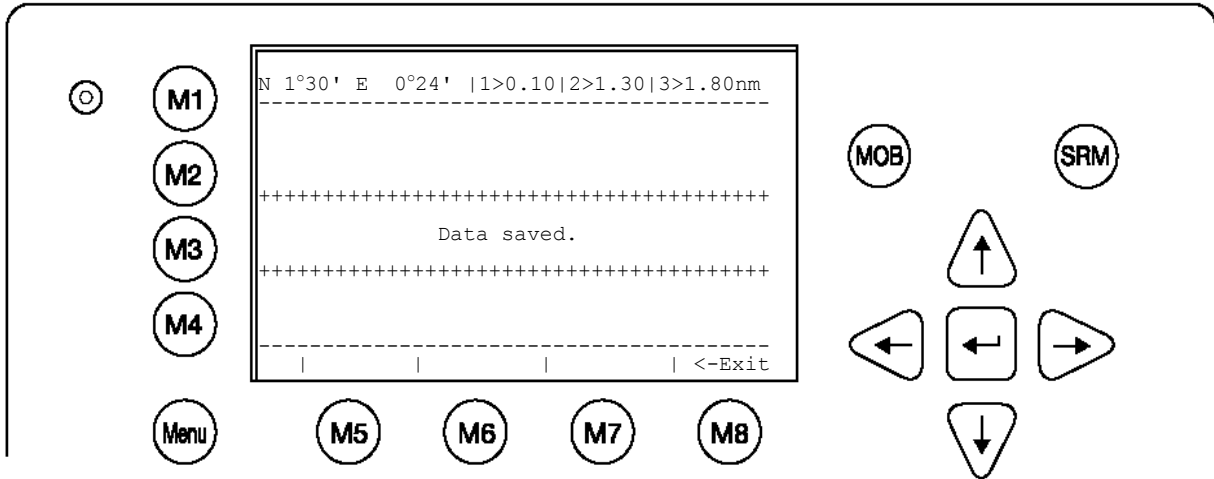 N 1°30' E  0°24' |1>0.10|2>1.30|3>1.80nm
----------------------------------------
++++++++++++++++++++++++++++++++++++++++
Data saved.
++++++++++++++++++++++++++++++++++++++++
----------------------------------------
| | | | <-Exit
M1
M2
M3
M4
Menu
M5
M6
M7
M8
MOB
SRM